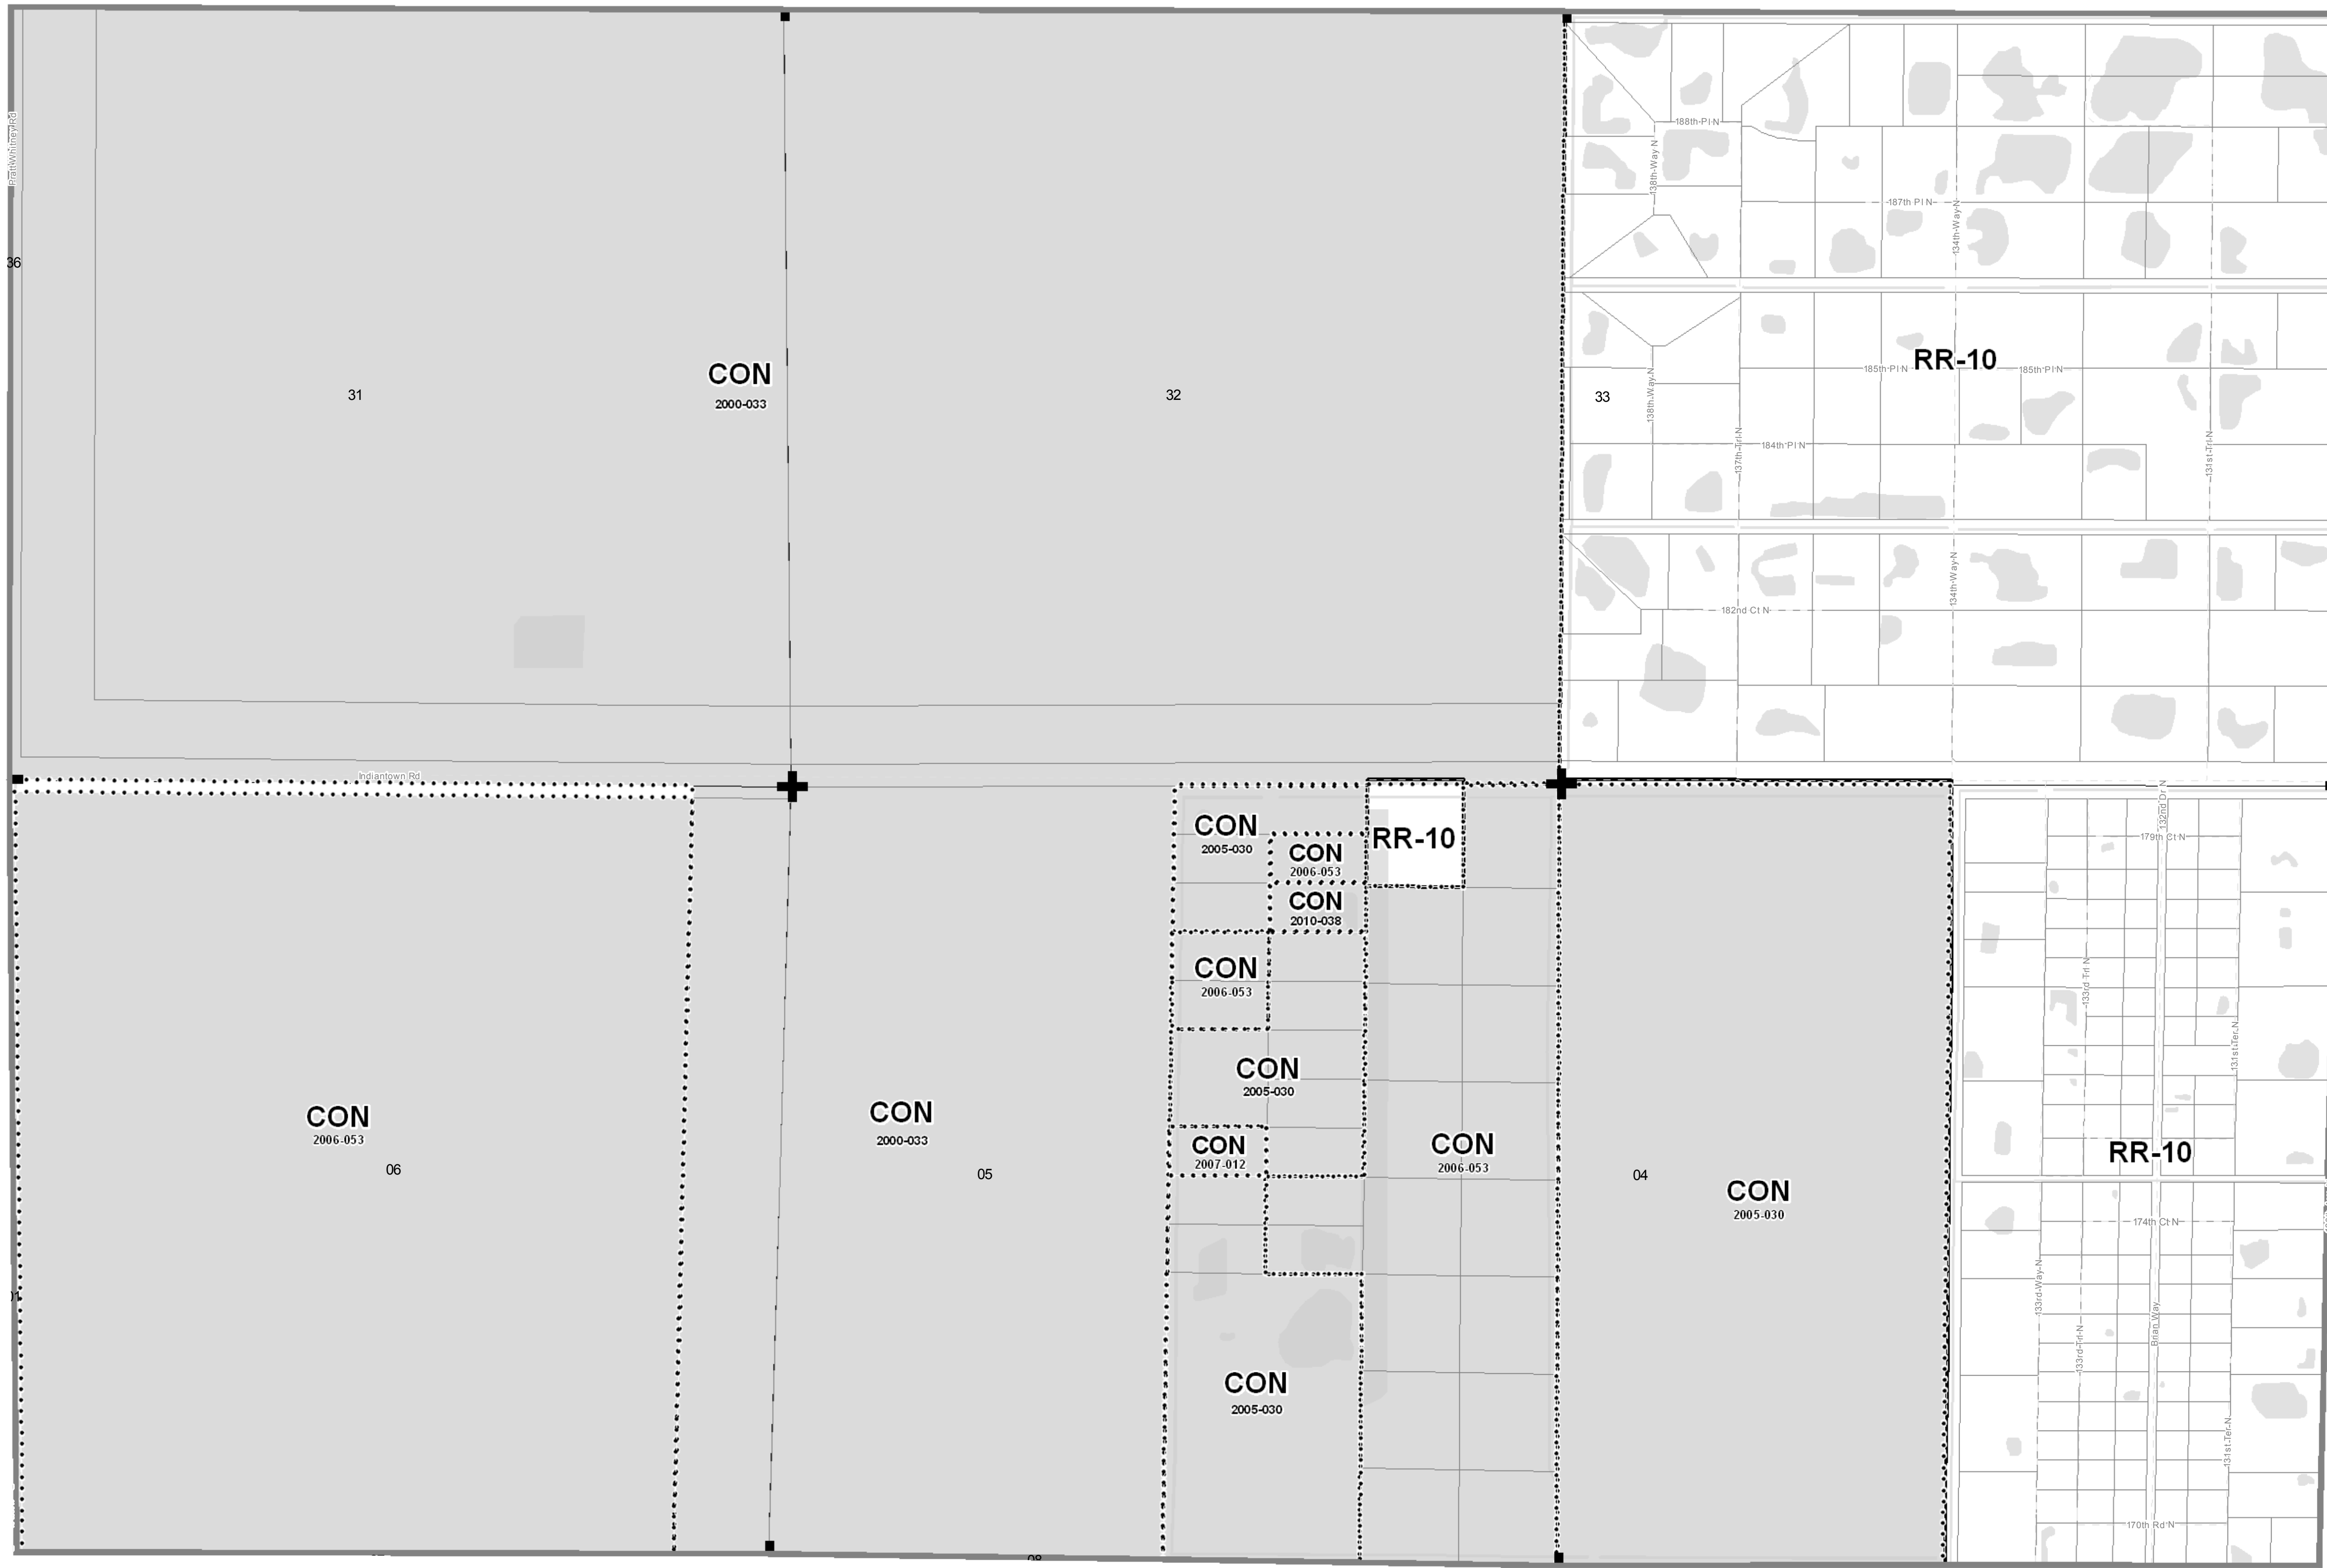 Pratt Whitney Rd
36
31
CON
2000-033
32
33
188th Pl N
138th Way N
187th Pl N
134th Way N
RR-10
185th Pl N
185th Pl N
138th Way N
137th Trl N
184th Pl N
131st Trl N
182nd Ct N
134th Way N
Indiantown Rd
CON
2005-030
CON
2006-053
RR-10
CON
2010-038
CON
2006-053
CON
2005-030
CON
2007-012
CON
2006-053
CON
2006-053
06
CON
2000-033
05
04
CON
2005-030
CON
2005-030
132nd Dr N
179th Ct N
133rd Trl N
131st Ter N
RR-10
174th Ct N
133rd Way N
133rd Trl N
Brian Way
131st Ter N
170th Rd N
01
08